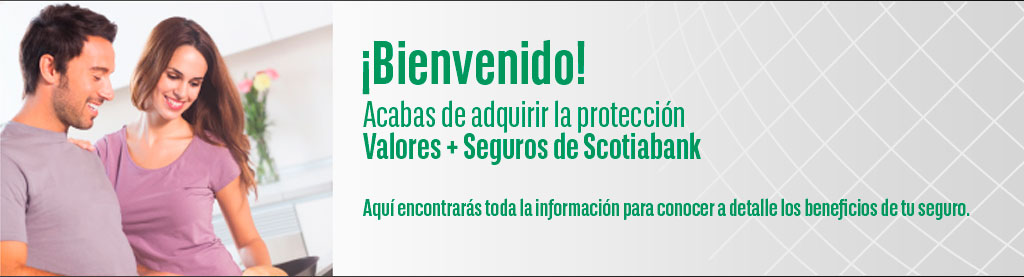 ¡Bienvenido!
Acabas de adquirir la protección
Valores + Seguros de Scotiabank
Aquí encontrarás toda la información para conocer a detalle los beneficios de tu seguro.